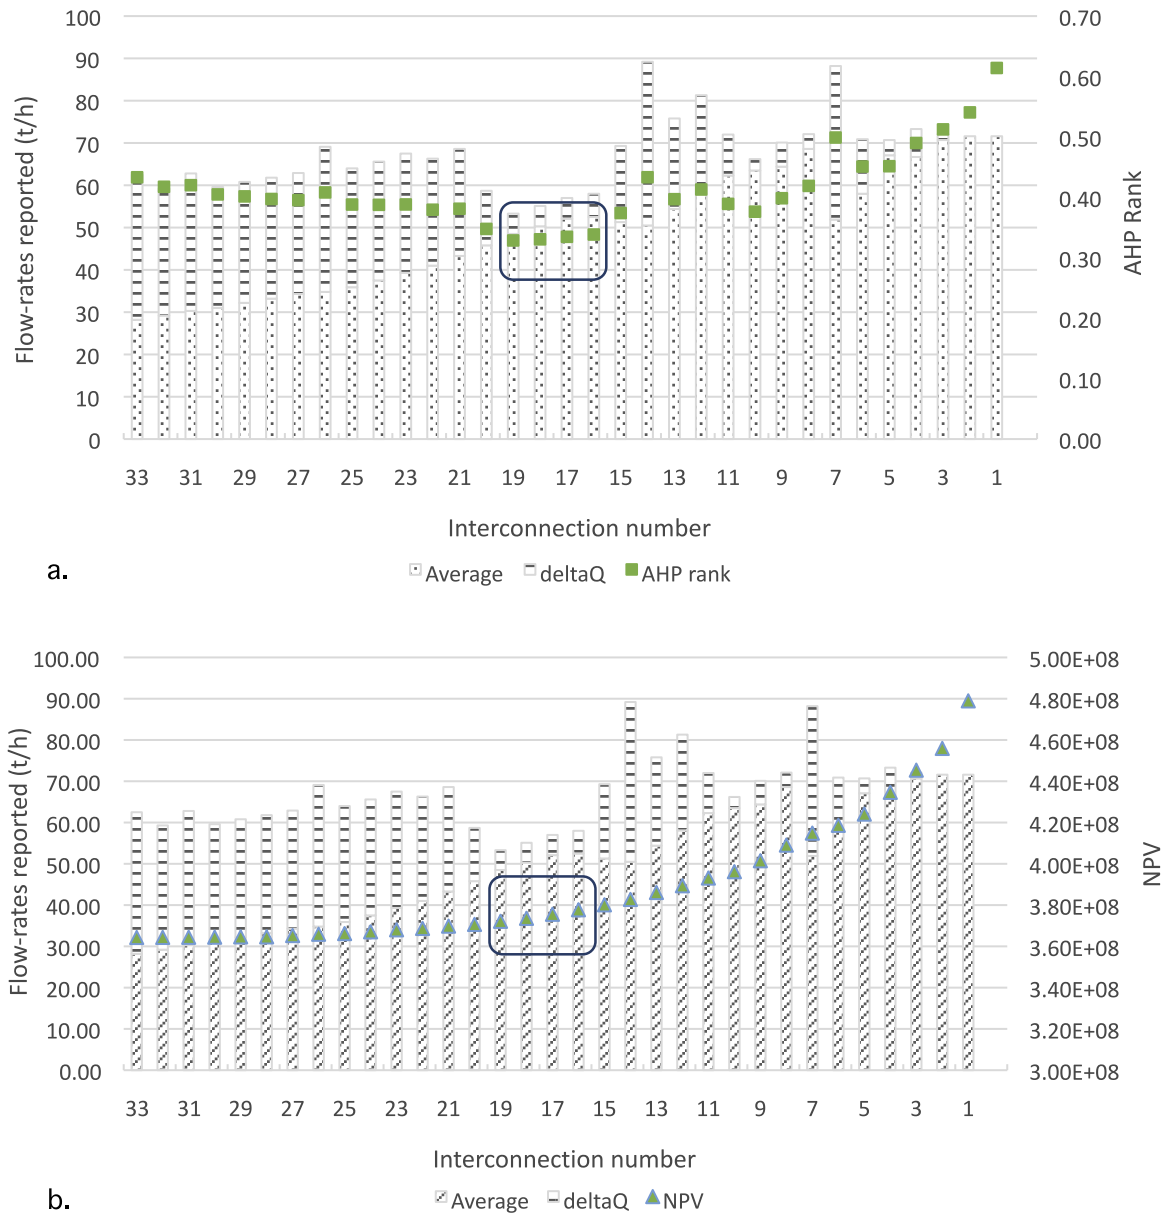 100
90
80
70
60
50
40
30
20
10
0
Flow-rates reported (t/h)
0.70
0.60
0.50
0.40
0.30
0.20
0.10
0.00
AHP Rank
33 31 29 27 25 23 21 19 17 15 13 11 9 7 5 3 1
Interconnection number
a.
Average deltaQ AHP rank
100.00
90.00
80.00
70.00
60.00
50.00
40.00
30.00
20.00
10.00
0.00
Flow-rates reported (t/h)
5.00E+08
4.80E+08
4.60E+08
4.40E+08
4.20E+08
4.00E+08
3.80E+08
3.60E+08
3.40E+08
3.20E+08
3.00E+08
NPV
33 31 29 27 25 23 21 19 17 15 13 11 9 7 5 3 1
Interconnection number
b.
Average deltaQ NPV